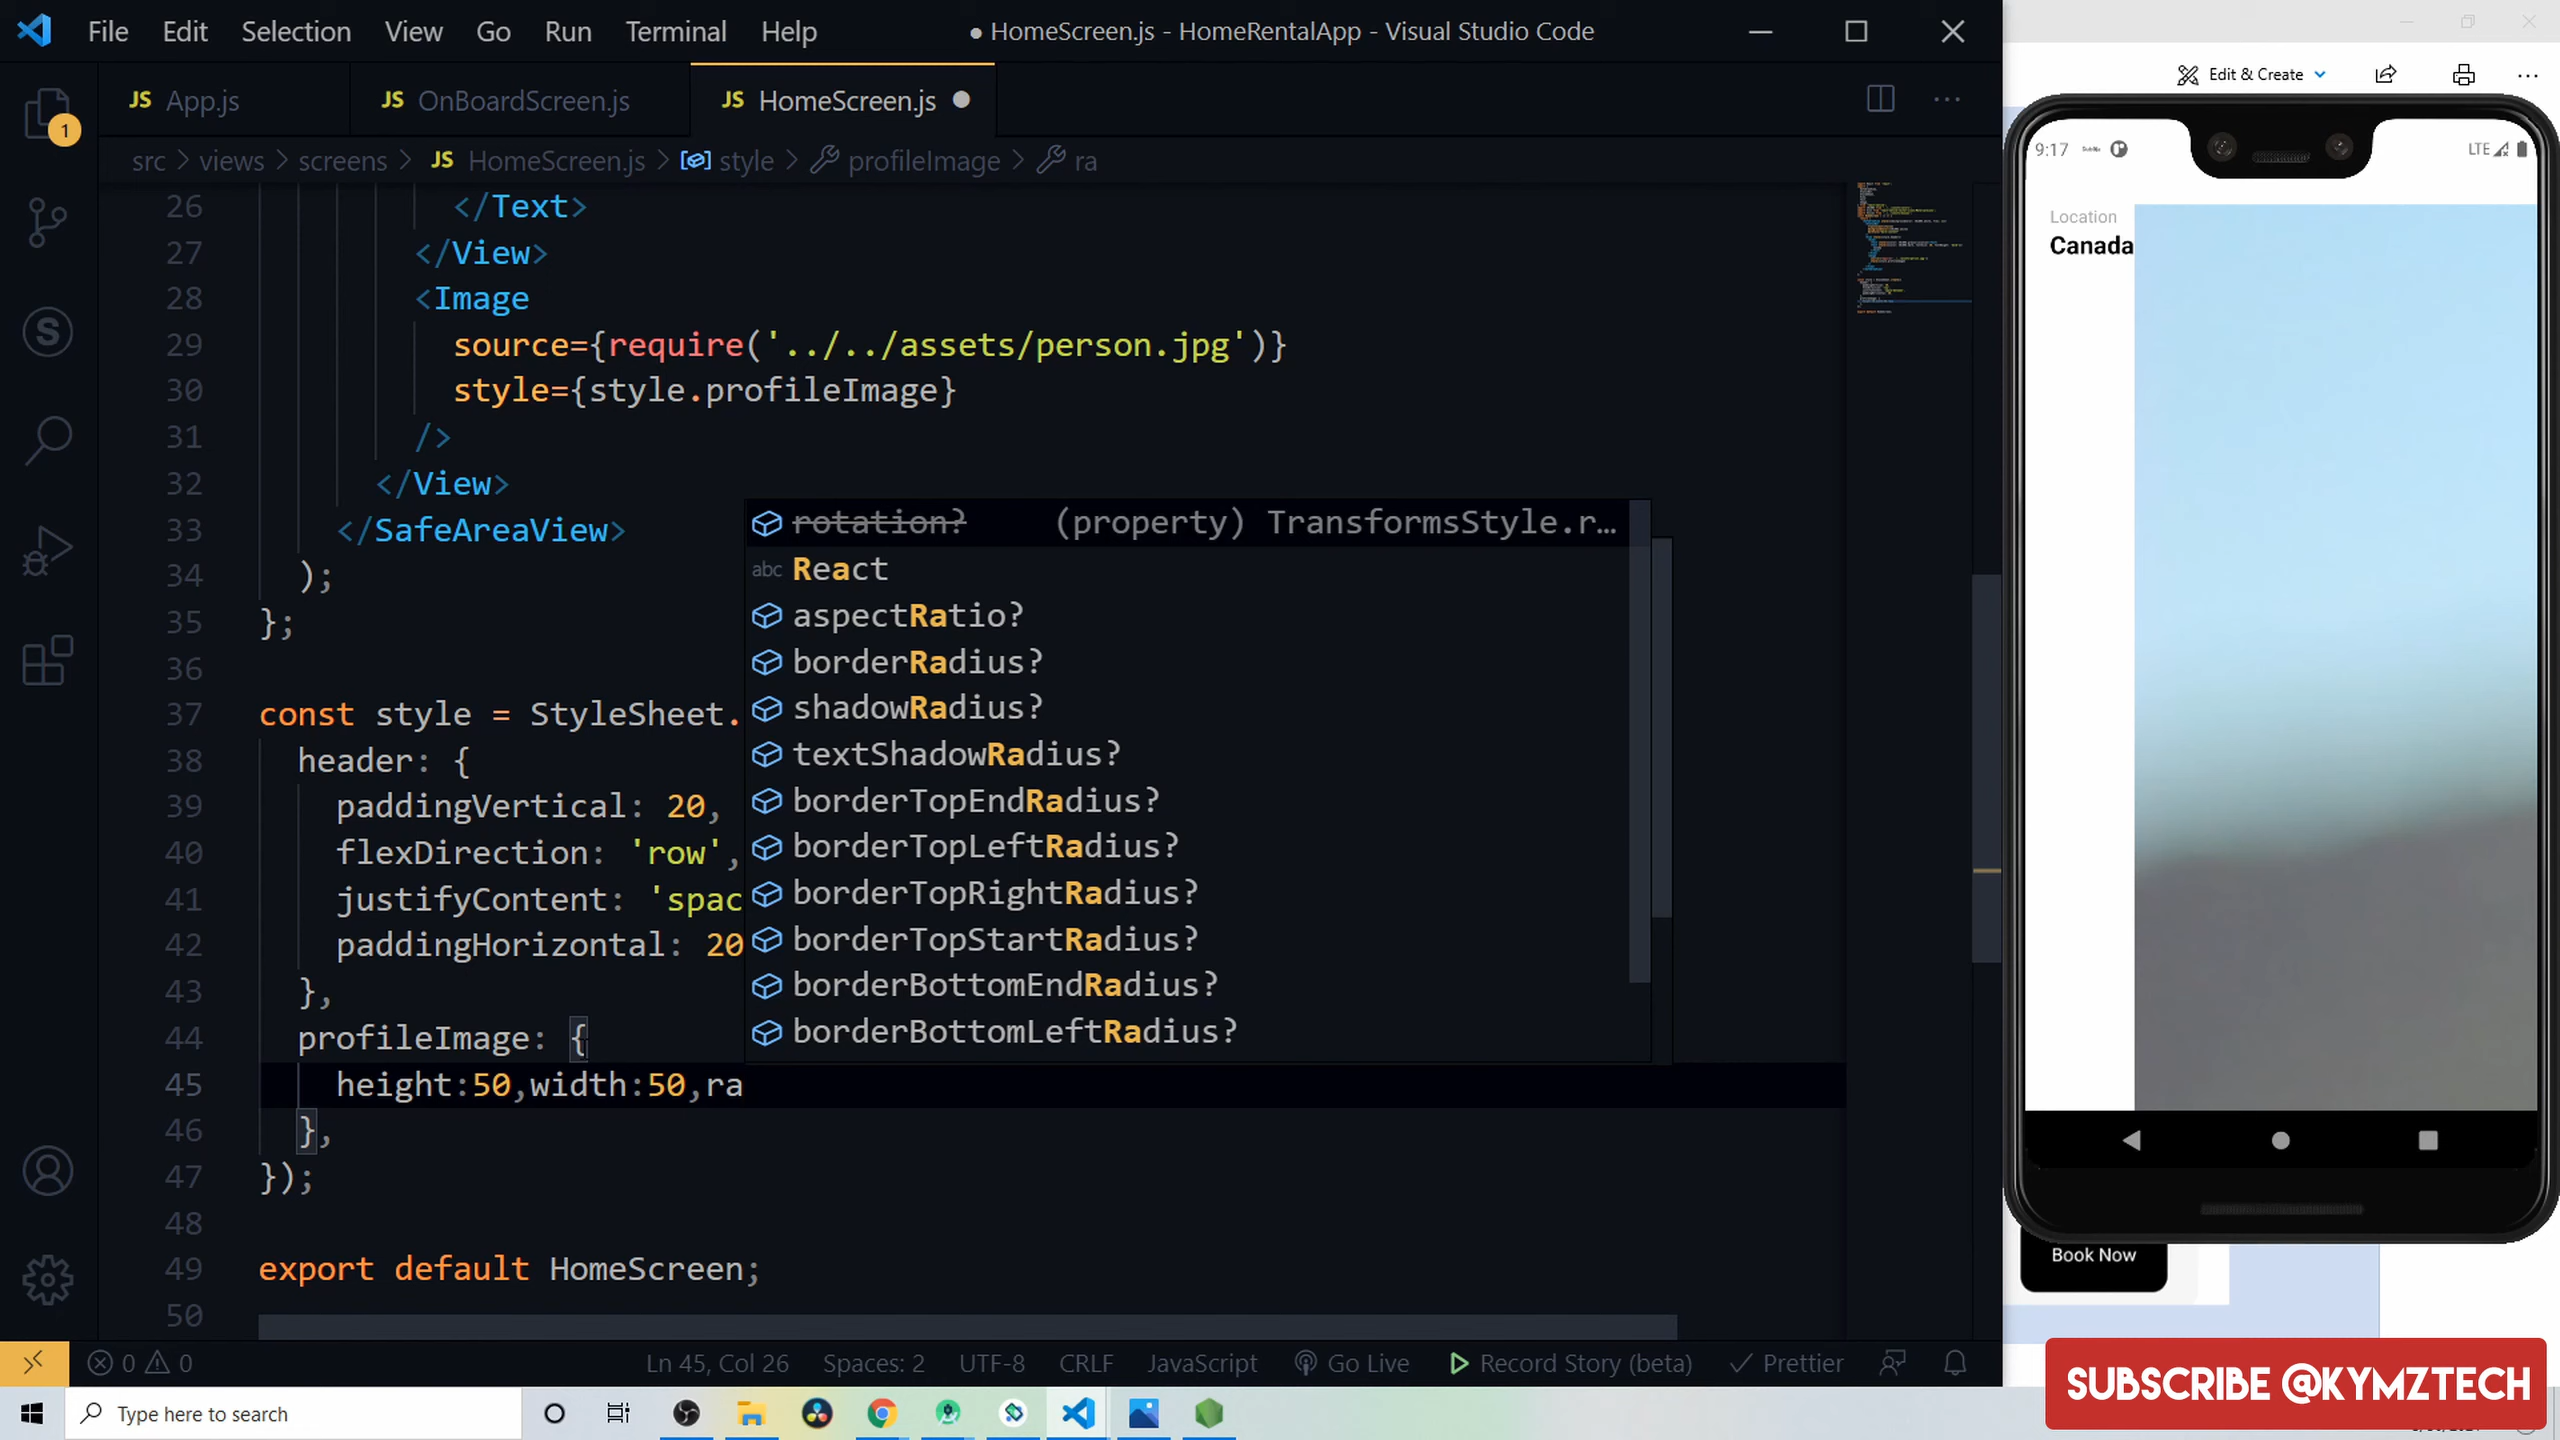 File Edit Selection View Go Run Terminal Help ● HomeScreen.js - HomeRentalApp - Visual Studio Code
JS App.js JS OnBoardScreen.js JS HomeScreen.js
src > views > screens > JS HomeScreen.js > style > profileImage > ra
26 </Text>
27 </View>
28 <Image
29 source={require('../../assets/person.jpg')}
30 style={style.profileImage}
31 />
32 </View>
33 </SafeAreaView>
34 );
35 };
36
37 const style = StyleSheet.
38 header: {
39 paddingVertical: 20,
40 flexDirection: 'row',
41 justifyContent: 'spac
42 paddingHorizontal: 20
43 },
44 profileImage: {
45 height:50,width:50,ra
46 },
47 });
48
49 export default HomeScreen;
50
rotation? (property) TransformsStyle.r…
abc React
aspectRatio?
borderRadius?
shadowRadius?
textShadowRadius?
borderTopEndRadius?
borderTopLeftRadius?
borderTopRightRadius?
borderTopStartRadius?
borderBottomEndRadius?
borderBottomLeftRadius?
1
0 0 Ln 45, Col 26 Spaces: 2 UTF-8 CRLF JavaScript Go Live Record Story (beta) Prettier
Type here to search
Edit & Create
9:17 LTE
Location
Canada
Book Now
SUBSCRIBE @KYMZTECH